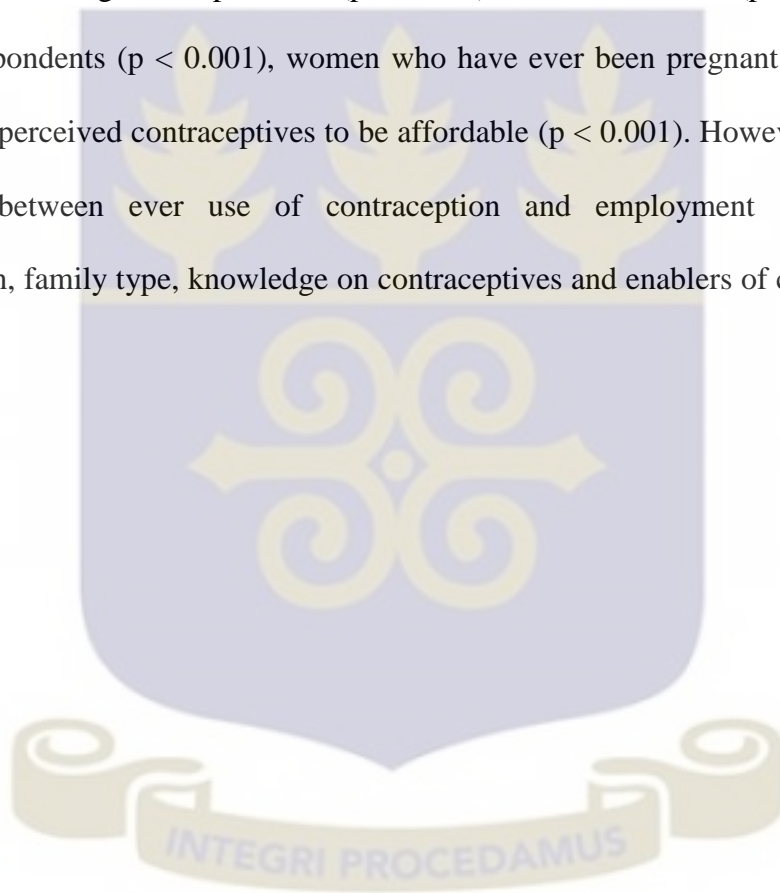 pondents (p < 0.001), women who have ever been pregnant
perceived contraceptives to be affordable (p < 0.001). Howev
between ever use of contraception and employment
, family type, knowledge on contraceptives and enablers of
INTEGRI PROCEDAMUS